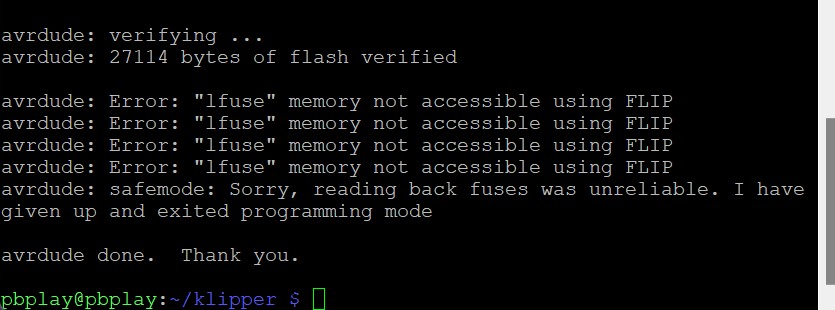 avrdude: verifying ...
avrdude: 27114 bytes of flash verified
avrdude: Error: "lfuse" memory not accessible using FLIP
avrdude: Error: "lfuse" memory not accessible using FLIP
avrdude: Error: "lfuse" memory not accessible using FLIP
avrdude: Error: "lfuse" memory not accessible using FLIP
avrdude: safemode: Sorry, reading back fuses was unreliable. I have
given up and exited programming mode
avrdude done.  Thank you.
pbplay@pbplay:~/klipper $